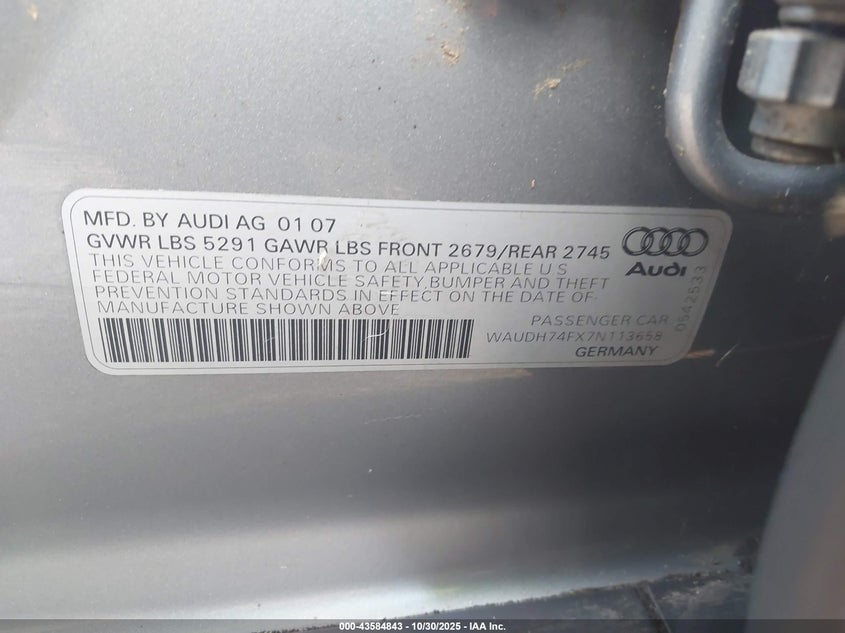 MFD. BY AUDI AG 01 07
GVWR LBS 5291 GAWR LBS FRONT 2679/REAR 2745
THIS VEHICLE CONFORMS TO ALL APPLICABLE U S
FEDERAL MOTOR VEHICLE SAFETY, BUMPER AND THEFT
PREVENTION STANDARDS IN EFFECT ON THE DATE OF
MANUFACTURE SHOWN ABOVE
PASSENGER CAR
WAUDH74FX7N113658
GERMANY
Audi
0542533
000-43584843 - 10/30/2025 - IAA Inc.